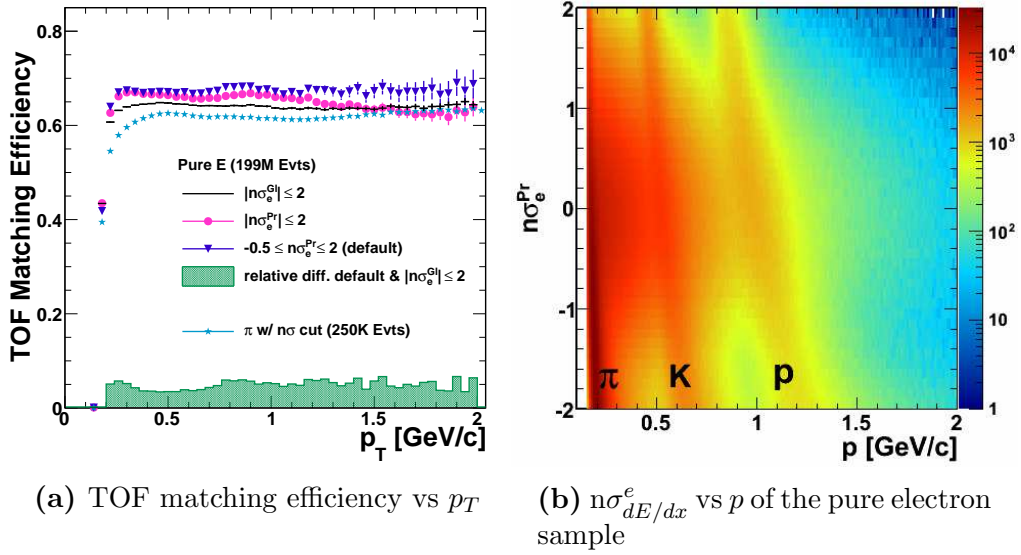 TOF Matching Efficiency
0.8
0.6
0.4
0.2
0
Pure E (199M Evts)
|nσ_e^Gl| ≤ 2
|nσ_e^Pr| ≤ 2
-0.5 ≤ nσ_e^Pr ≤ 2 (default)
relative diff. default & |nσ_e^Gl| ≤ 2
π w/ nσ cut (250K Evts)
0 0.5 1 1.5 2
p_T [GeV/c]
nσ_e^Pr
2
1
0
-1
-2
π K p
0.5 1 1.5 2
p [GeV/c]
10^4
10^3
10^2
10
1
(a) TOF matching efficiency vs p_T
(b) nσ^e_{dE/dx} vs p of the pure electron
sample